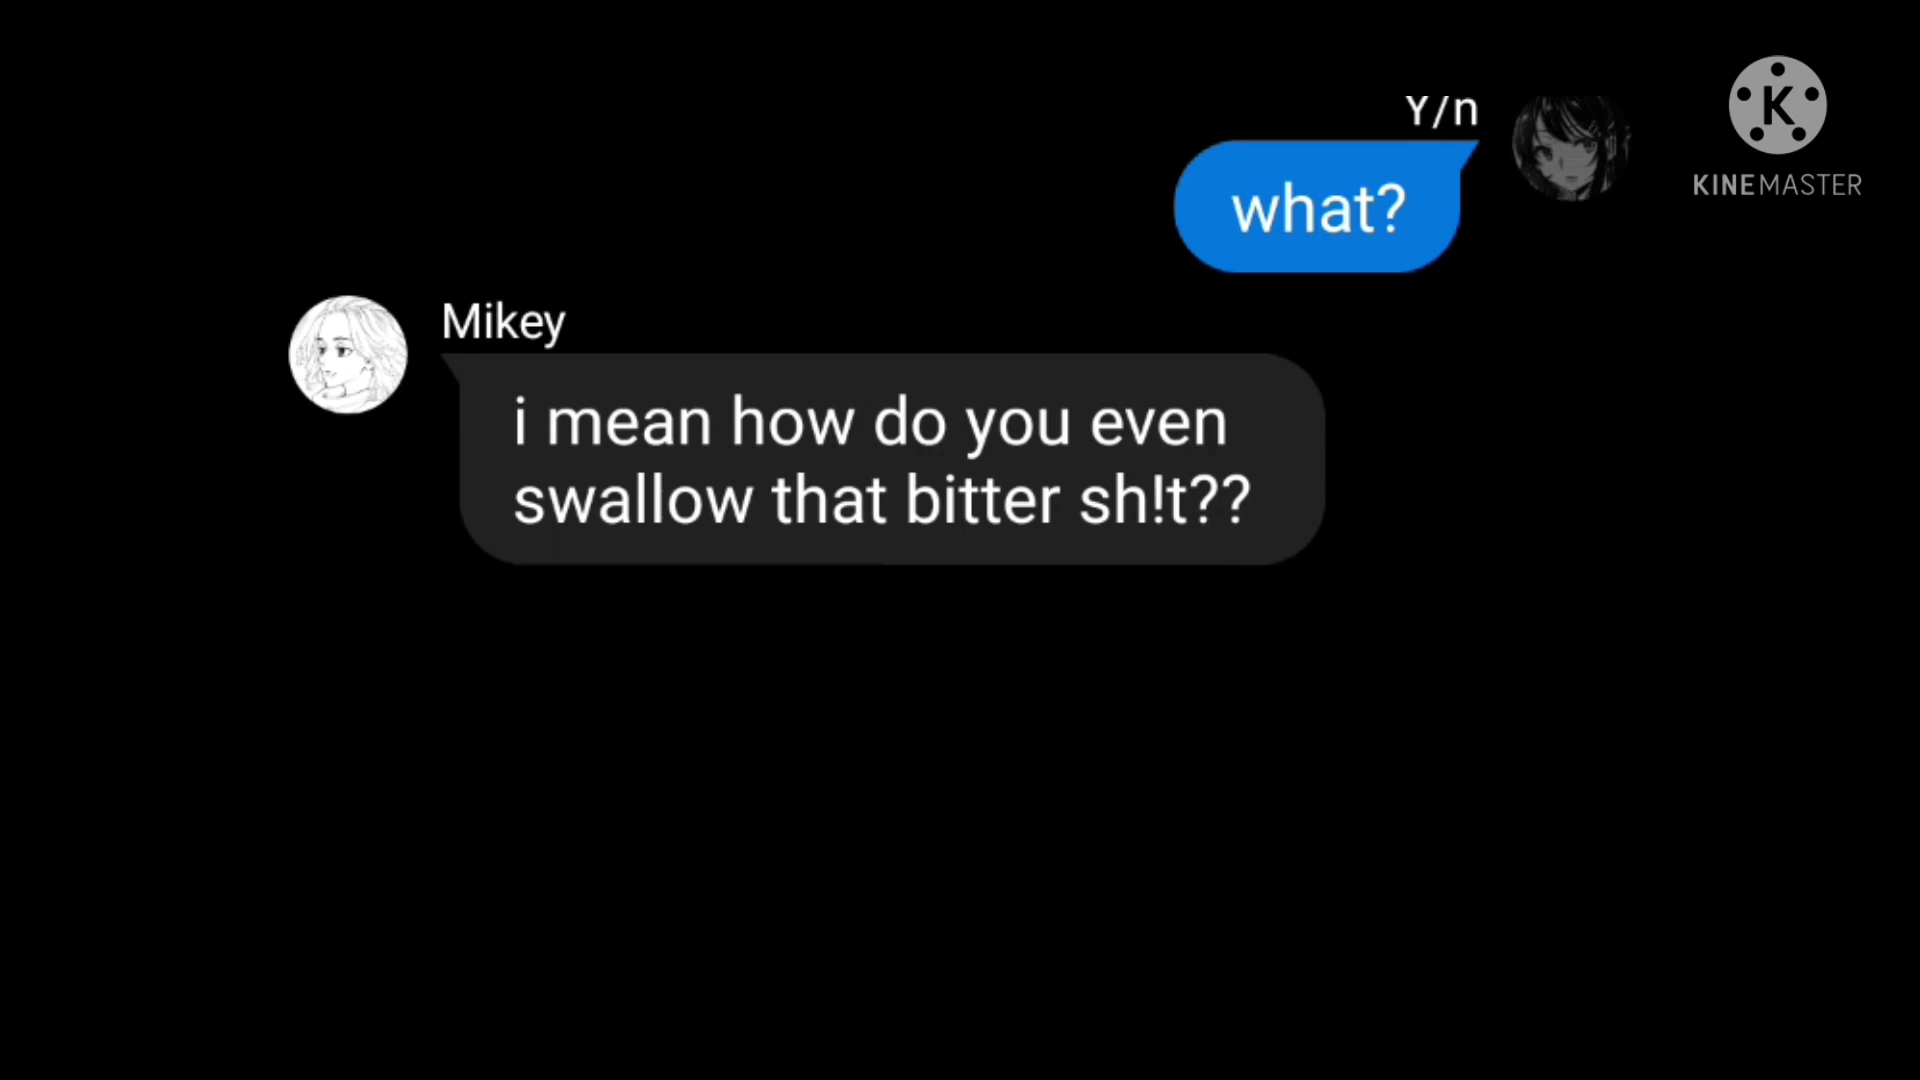 Y/n
what?
K
KINEMASTER
Mikey
i mean how do you even
swallow that bitter sh!t??